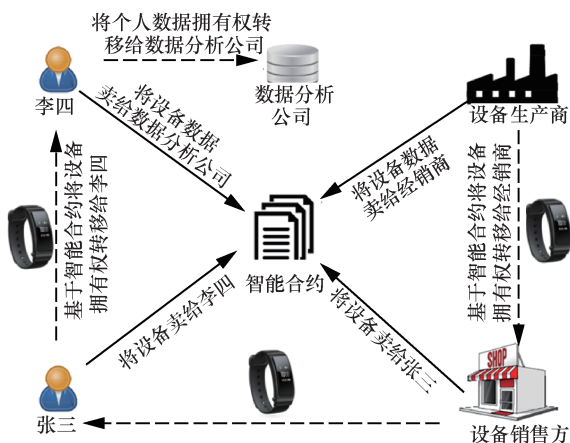 将个人数据拥有权转
移给数据分析公司
李四
数据分析
公司
设备生产商
将设备数据
卖给数据分析公司
将设备数据
卖给经销商
基于智能合约将设备
拥有权转移给李四
基于智能合约将设备
拥有权转移给经销商
智能合约
将设备卖给李四
将设备卖给张三
SHOP
张三
设备销售方